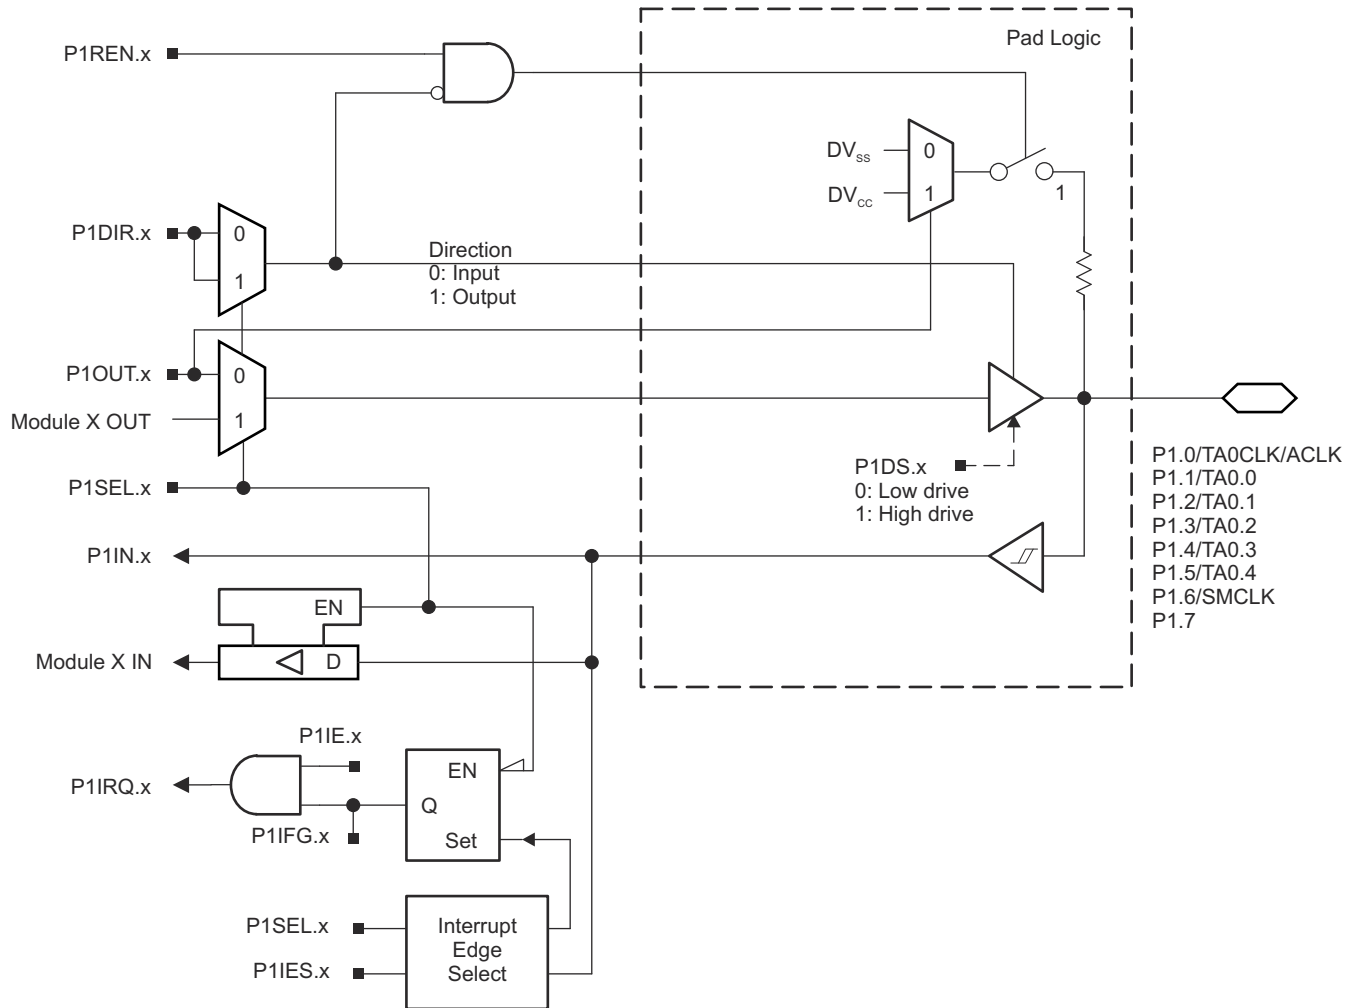 Pad Logic
P1REN.x
DVSS
0
DVCC
1
1
P1DIR.x
0
1
Direction
0: Input
1: Output
P1OUT.x
0
Module X OUT
1
P1SEL.x
P1DS.x
0: Low drive
1: High drive
P1.0/TA0CLK/ACLK
P1.1/TA0.0
P1.2/TA0.1
P1.3/TA0.2
P1.4/TA0.3
P1.5/TA0.4
P1.6/SMCLK
P1.7
P1IN.x
EN
Module X IN
D
P1IE.x
P1IRQ.x
EN
Q
P1IFG.x
Set
P1SEL.x
P1IES.x
Interrupt
Edge
Select